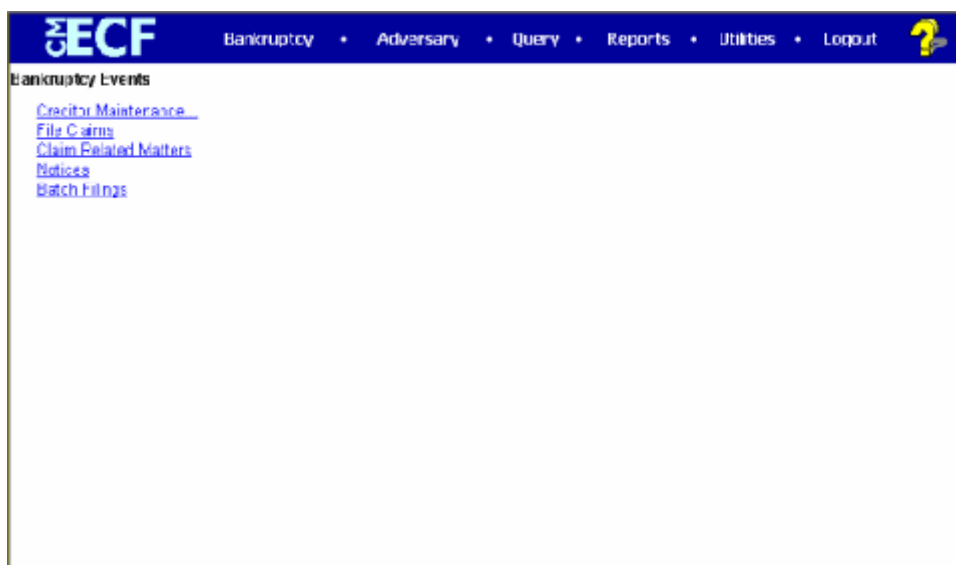 CM ECF Bankruptcy • Adversary • Query • Reports • Utilities • Logout ?
Bankruptcy Events
Creditor Maintenance...
File Claims
Claim Related Matters
Notices
Batch Filings